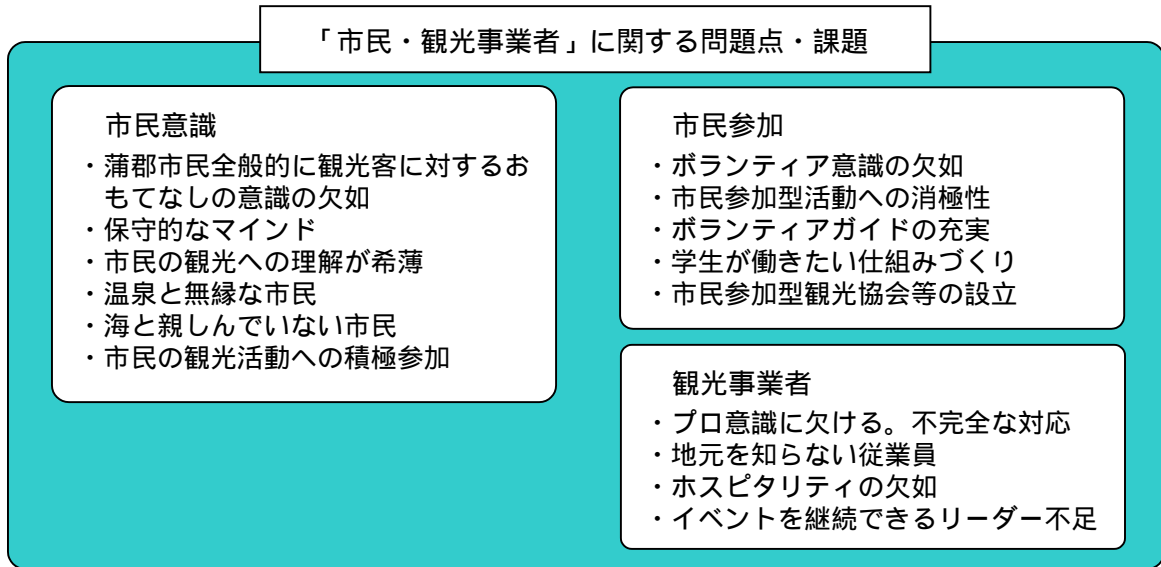 「市民・観光事業者」に関する問題点・課題
市民意識
・蒲郡市民全般的に観光客に対するお
もてなしの意識の欠如
・保守的なマインド
・市民の観光への理解が希薄
・温泉と無縁な市民
・海と親しんでいない市民
・市民の観光活動への積極参加
市民参加
・ボランティア意識の欠如
・市民参加型活動への消極性
・ボランティアガイドの充実
・学生が働きたい仕組みづくり
・市民参加型観光協会等の設立
観光事業者
・プロ意識に欠ける。不完全な対応
・地元を知らない従業員
・ホスピタリティの欠如
・イベントを継続できるリーダー不足